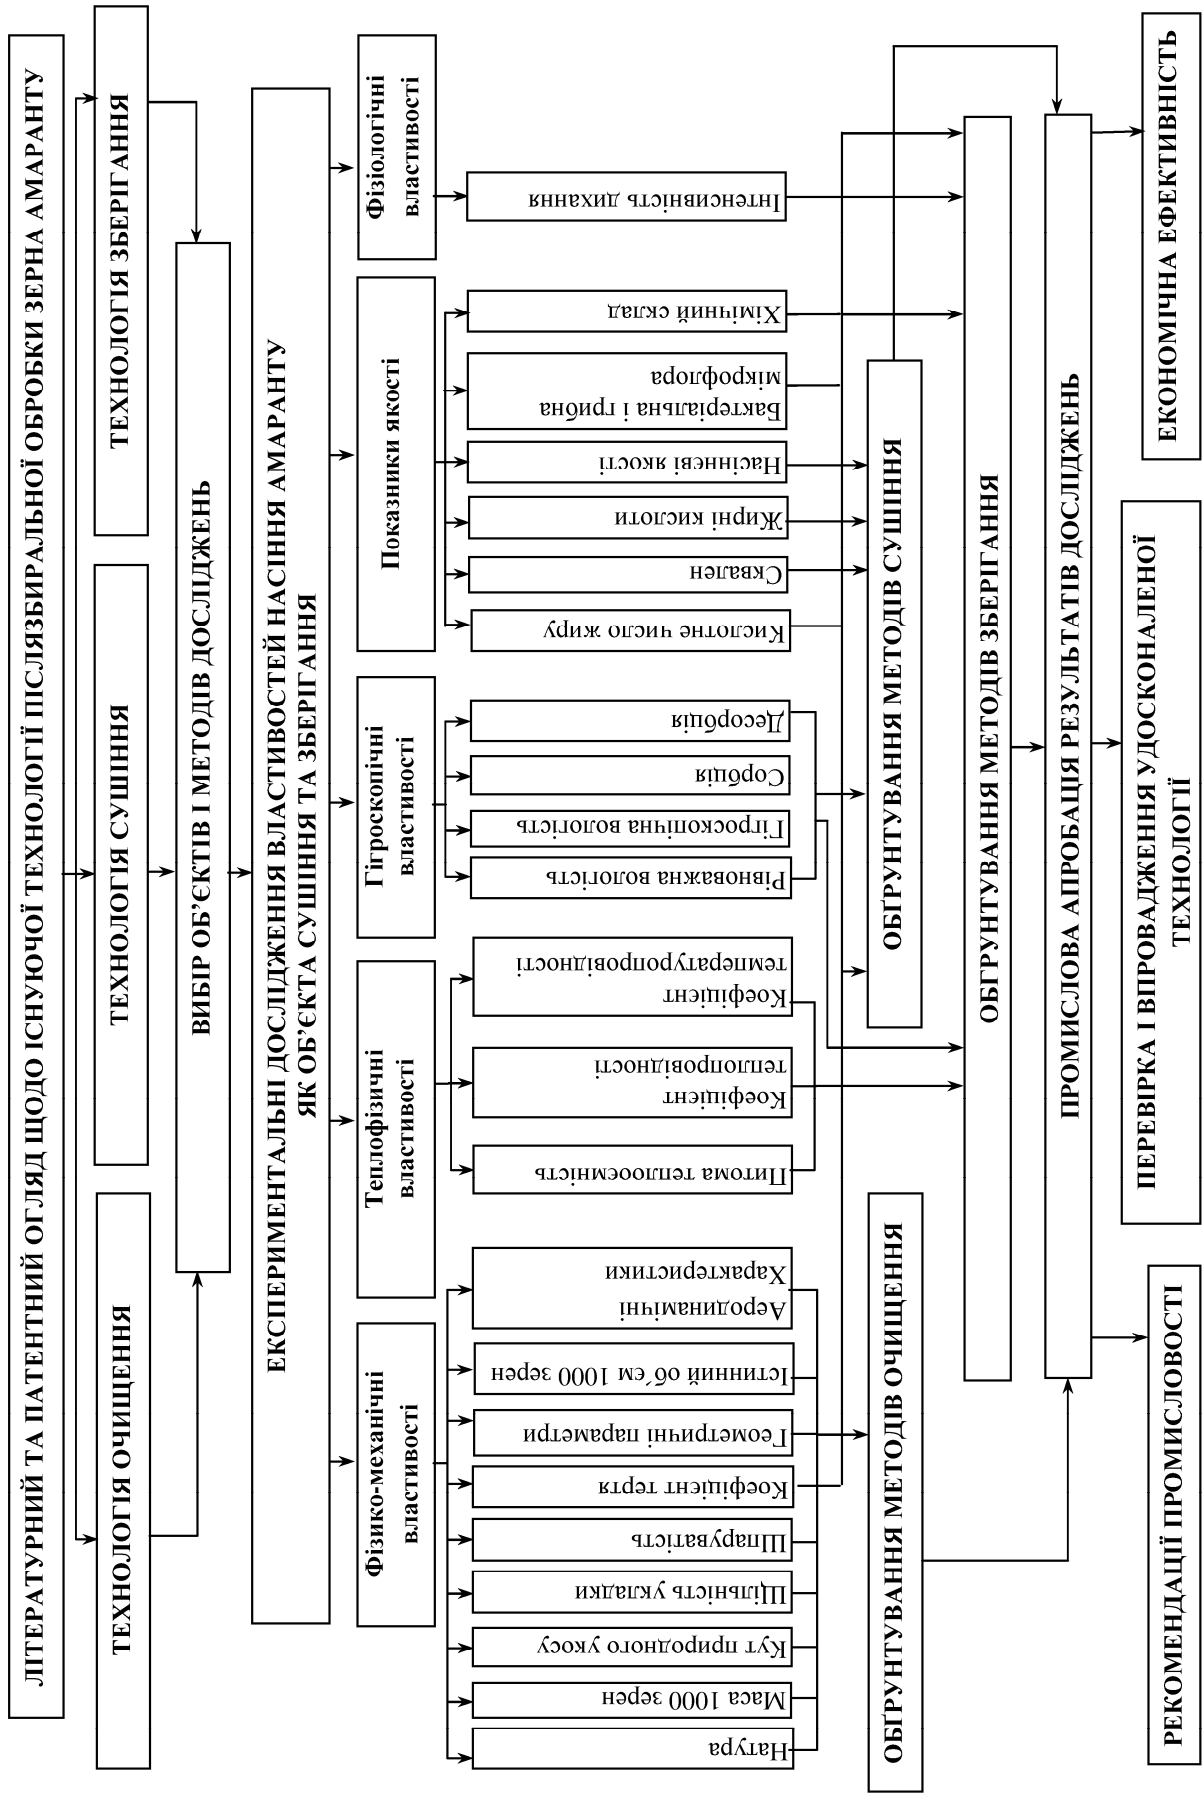 ЛІТЕРАТУРНИЙ ТА ПАТЕНТНИЙ ОГЛЯД ЩОДО ІСНУЮЧОЇ ТЕХНОЛОГІЇ ПІСЛЯЗБИРАЛЬНОЇ ОБРОБКИ ЗЕРНА АМАРАНТУ
ТЕХНОЛОГІЯ ОЧИЩЕННЯ
ТЕХНОЛОГІЯ СУШІННЯ
ТЕХНОЛОГІЯ ЗБЕРІГАННЯ
ВИБІР ОБ’ЄКТІВ І МЕТОДІВ ДОСЛІДЖЕНЬ
ЕКСПЕРИМЕНТАЛЬНІ ДОСЛІДЖЕННЯ ВЛАСТИВОСТЕЙ НАСІННЯ АМАРАНТУ
ЯК ОБ’ЄКТА СУШІННЯ ТА ЗБЕРІГАННЯ
Фізико-механічні
властивості
Теплофізичні
властивості
Гігроскопічні
властивості
Показники якості
Фізіологічні
властивості
Натура
Маса 1000 зерен
Кут природного укосу
Щільність укладки
Шпаруватість
Коефіцієнт тертя
Геометричні параметри
Істинний об´єм 1000 зерен
Аеродинамічні
Характеристики
Питома теплоємність
Коефіцієнт
теплопровідності
Коефіцієнт
температуропровідності
Рівноважна вологість
Гігроскопічна вологість
Сорбція
Десорбція
Кислотне число жиру
Сквален
Жирні кислоти
Насіннєві якості
Бактеріальна і грибна
мікрофлора
Хімічний склад
Інтенсивність дихання
ОБҐРУНТУВАННЯ МЕТОДІВ ОЧИЩЕННЯ
ОБҐРУНТУВАННЯ МЕТОДІВ СУШІННЯ
ОБГРУНТУВАННЯ МЕТОДІВ ЗБЕРІГАННЯ
ПРОМИСЛОВА АПРОБАЦІЯ РЕЗУЛЬТАТІВ ДОСЛІДЖЕНЬ
РЕКОМЕНДАЦІЇ ПРОМИСЛОВОСТІ
ПЕРЕВІРКА І ВПРОВАДЖЕННЯ УДОСКОНАЛЕНОЇ
ТЕХНОЛОГІЇ
ЕКОНОМІЧНА ЕФЕКТИВНІСТЬ